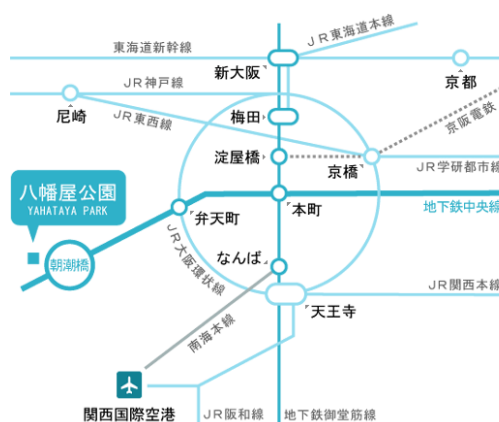 東海道新幹線
JR東海道本線
新大阪
京都
JR神戸線
尼崎
JR東西線
梅田
京阪電鉄
淀屋橋
京橋
JR学研都市線
八幡屋公園
YAHATAYA PARK
弁天町
本町
地下鉄中央線
朝潮橋
JR大阪環状線
なんば
JR関西本線
天王寺
南海本線
関西国際空港
JR阪和線
地下鉄御堂筋線